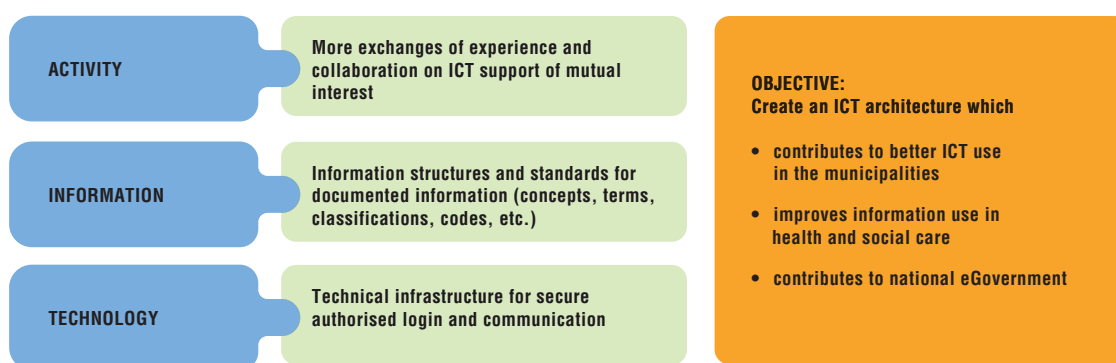 ACTIVITY
More exchanges of experience and
collaboration on ICT support of mutual
interest
INFORMATION
Information structures and standards for
documented information (concepts, terms,
classifications, codes, etc.)
TECHNOLOGY
Technical infrastructure for secure
authorised login and communication
OBJECTIVE:
Create an ICT architecture which
• contributes to better ICT use
in the municipalities
• improves information use in
health and social care
• contributes to national eGovernment